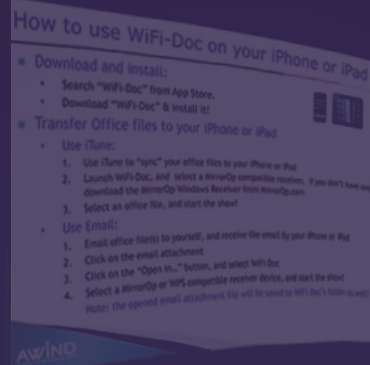 How to use WiFi-Doc on your iPhone or iPad
Download and install:
Search "WiFi-Doc" from App Store.
Download "WiFi-Doc" & install it!
Transfer Office files to your iPhone or iPad
Use iTune:
1. Use iTune to "sync" your office files to your iPhone or iPad
2. Launch WiFi-Doc, and select a MirrorOp compatible receiver. If you don't have one
download the MirrorOp Windows Receiver from MirrorOp.com
3. Select an office file, and start the show!
Use Email:
1. Email office file(s) to yourself, and receive the email by your iPhone or iPad
2. Click on the email attachment
3. Click on the "Open in.." button, and select WiFi-Doc
4. Select a MirrorOp or WPS compatible receiver device, and start the show!
Note: the opened email attachment file will be saved to WiFi-Doc's folder as well!
AWIND